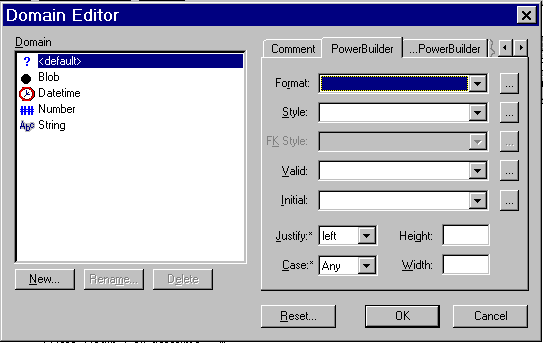 Domain Editor
Domain
? <default>
Blob
Datetime
Number
Abc String
New...
Rename...
Delete
Comment
PowerBuilder
...PowerBuilder
Format:
...
Style:
...
FK Style:
...
Valid:
...
Initial:
...
Justify:* left
Height:
Case:* Any
Width:
Reset...
OK
Cancel